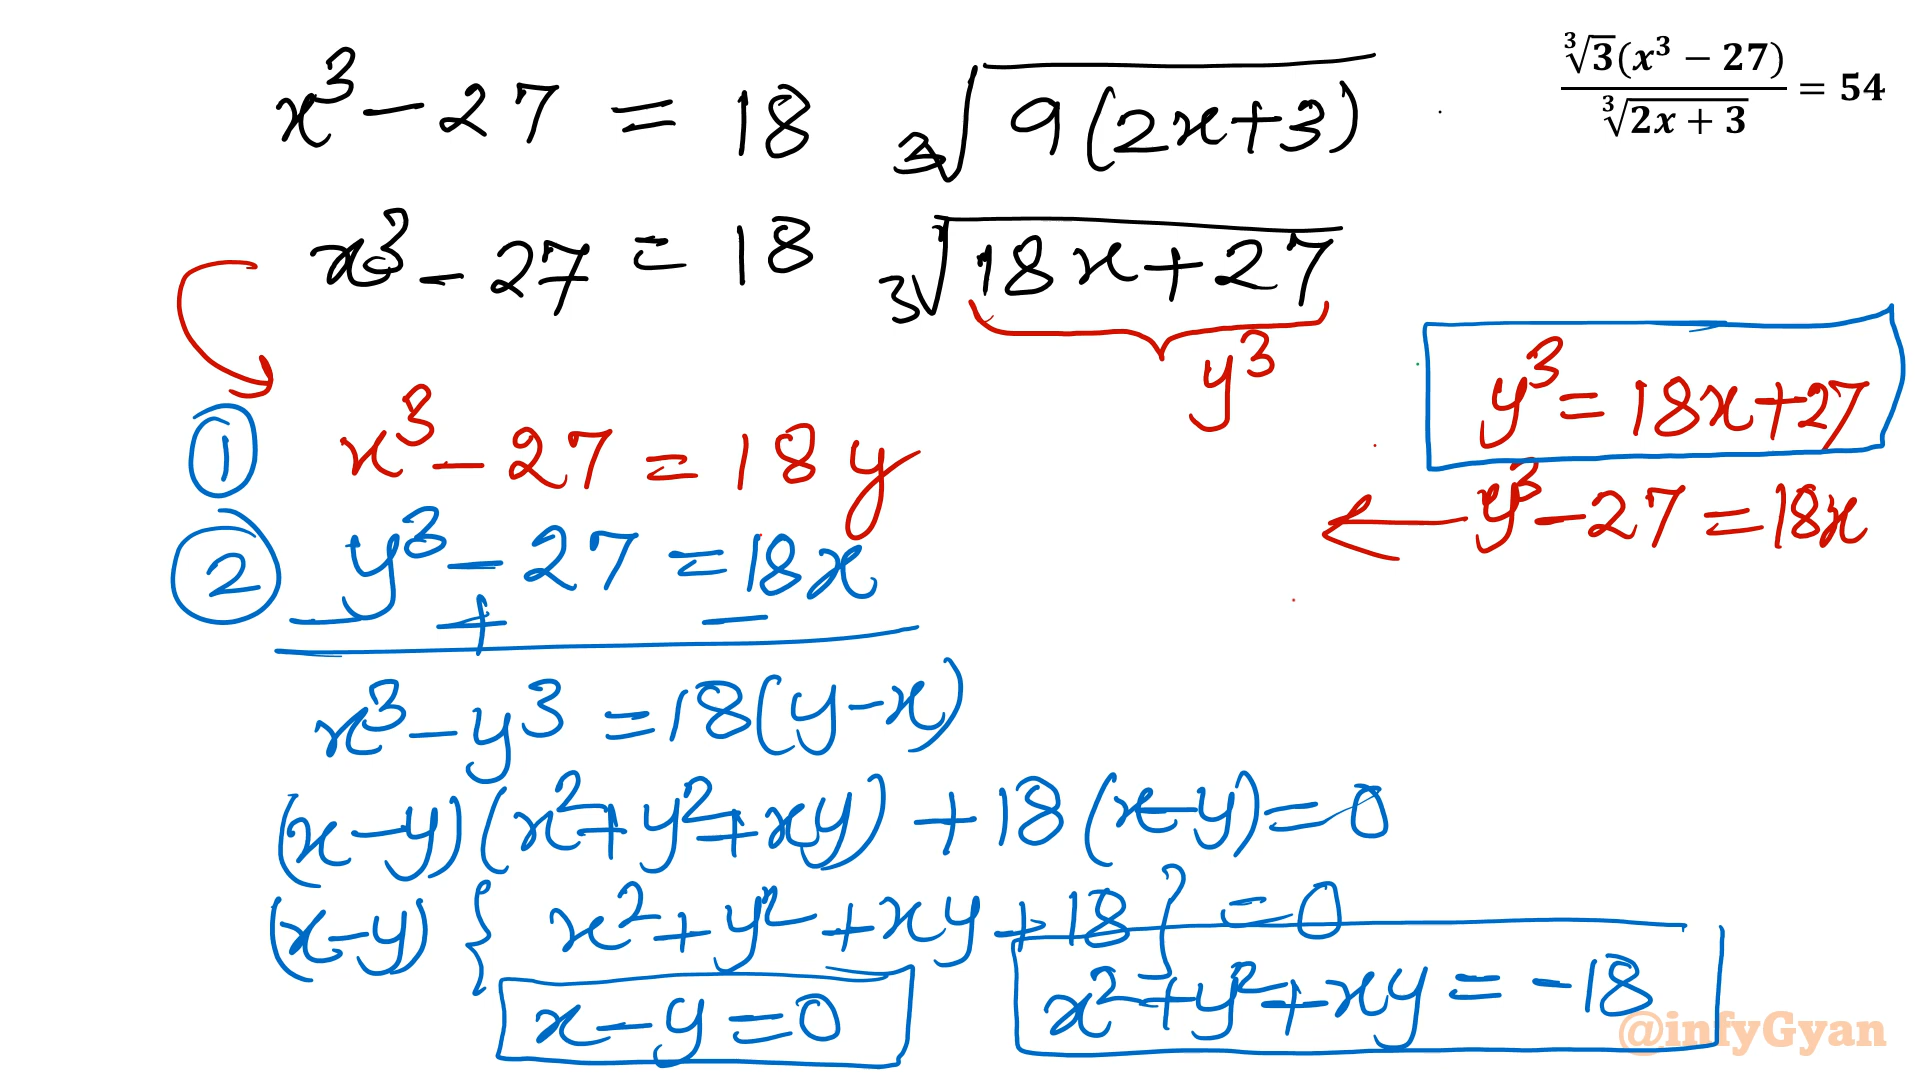 x³ − 27 = 18 ∛(9(2x+3))
∛3(x³ − 27) / ∛(2x + 3) = 54
x³ − 27 = 18 ∛(18x+27)
y³
y³ = 18x+27
① x³ − 27 = 18y
y³ − 27 = 18x
② y³ − 27 = 18x
− + −
x³ − y³ = 18(y−x)
(x−y)(x²+y²+xy) + 18(x−y) = 0
(x−y) { x²+y²+xy+18 } = 0
x − y = 0
x²+y²+xy = −18
@infyGyan